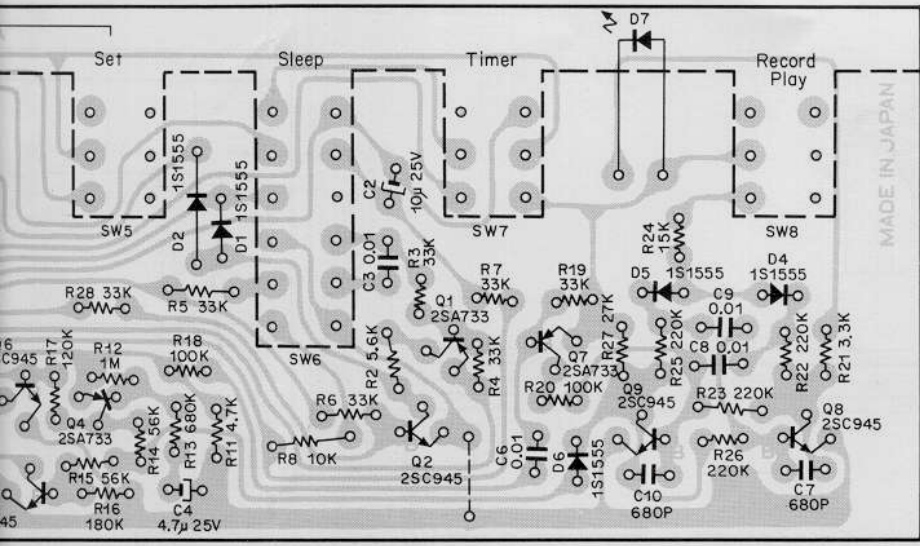 D7
Set
Sleep
Timer
Record
Play
MADE IN JAPAN
1S1555
1S1555
D2
D1
C2
10μ 25V
SW5
SW7
SW8
R24
15K
C3 0.01
R3
33K
R7
33K
R19
33K
D5
1S1555
D4
1S1555
R28 33K
R5 33K
Q1
2SA733
C9
0.01
R27 27K
R25 220K
C8 0.01
R22 220K
R21 3.3K
SW6
R17
120K
R12
1M
R18
100K
R2 5.6K
R4 33K
Q7
2SA733
C945
R20 100K
Q9
2SC945
R23 220K
Q4
2SA733
R14 56K
R13 680K
R11 4.7K
R6 33K
R8 10K
Q2
2SC945
C6
0.01
D6
1S1555
Q8
2SC945
R26
220K
R15 56K
R16
180K
C4
4.7μ 25V
C10
680P
C7
680P
945